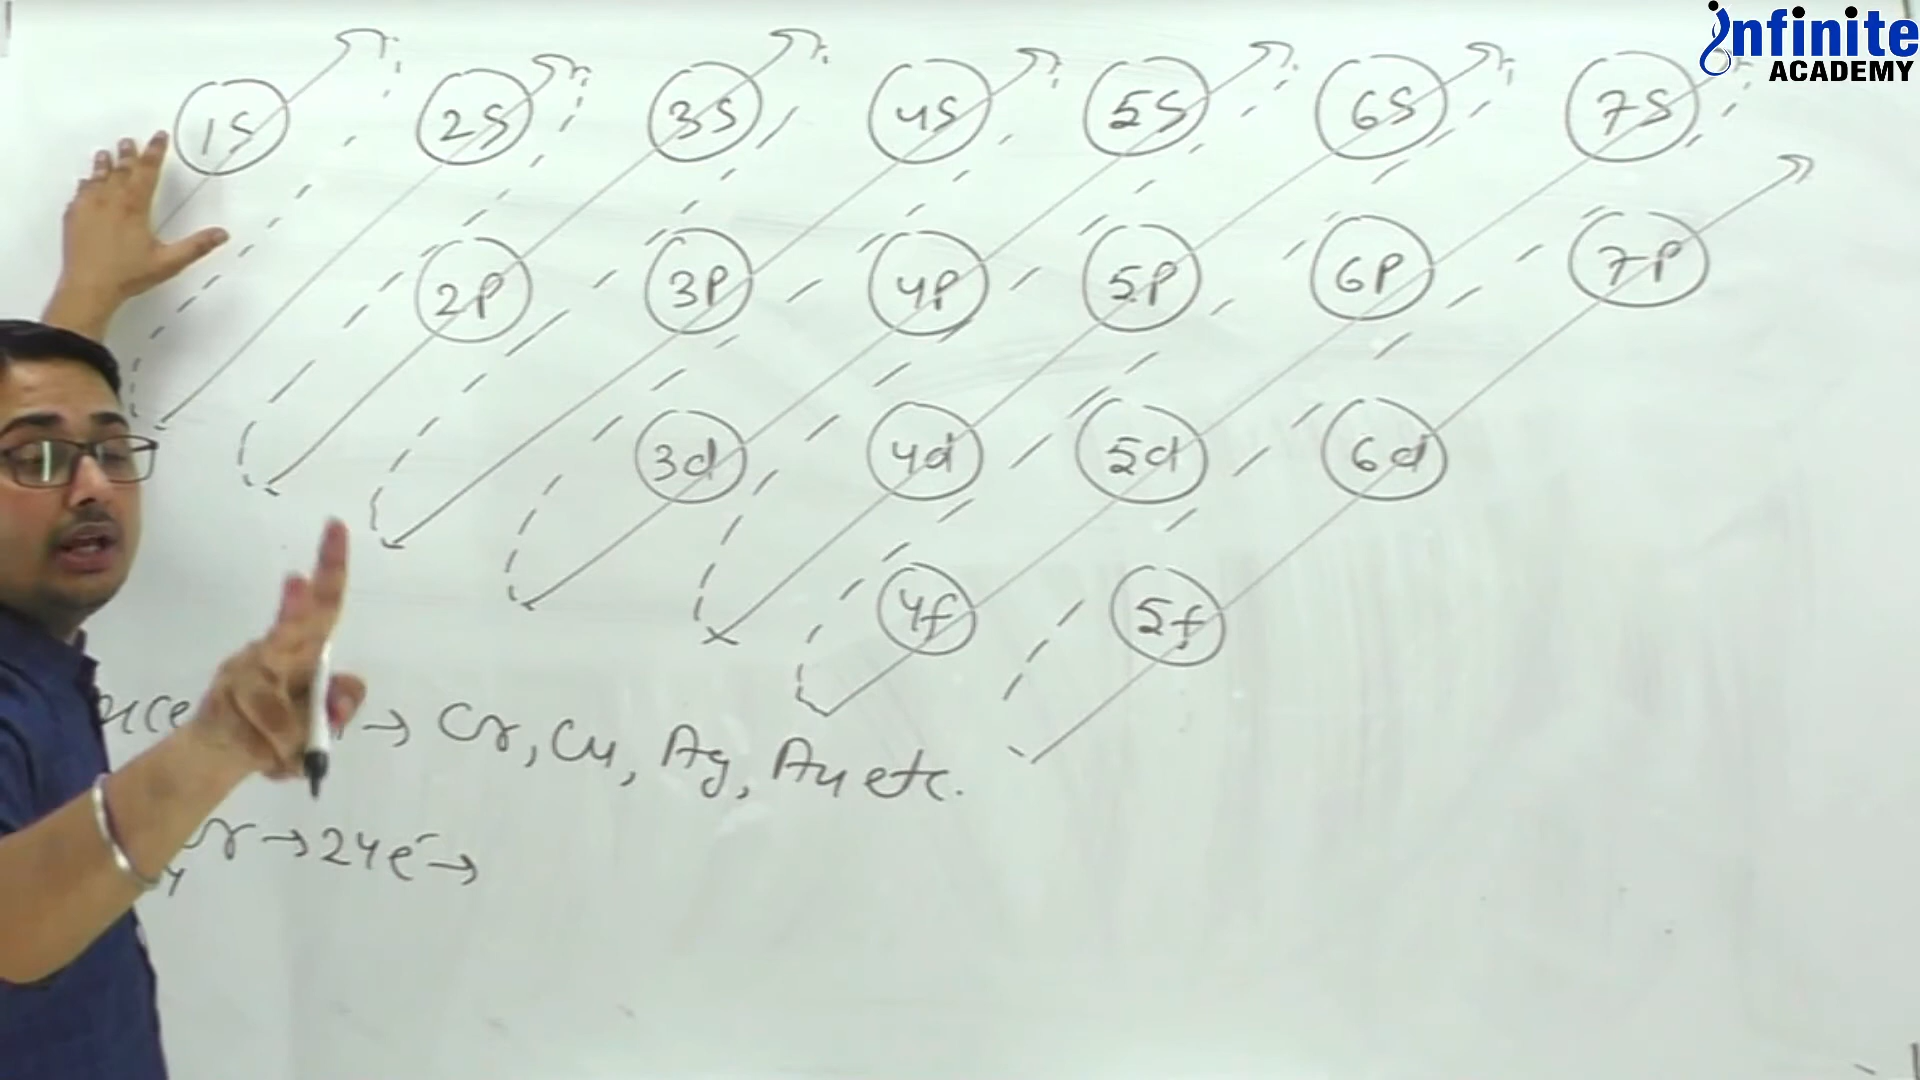 infinite
ACADEMY
1S 2S 3S 4S 5S 6S 7S
2P 3P 4P 5P 6P 7P
3d 4d 5d 6d
4f 5f
→ Cr, Cu, Ag, Au etc.
→ 24e⁻ →